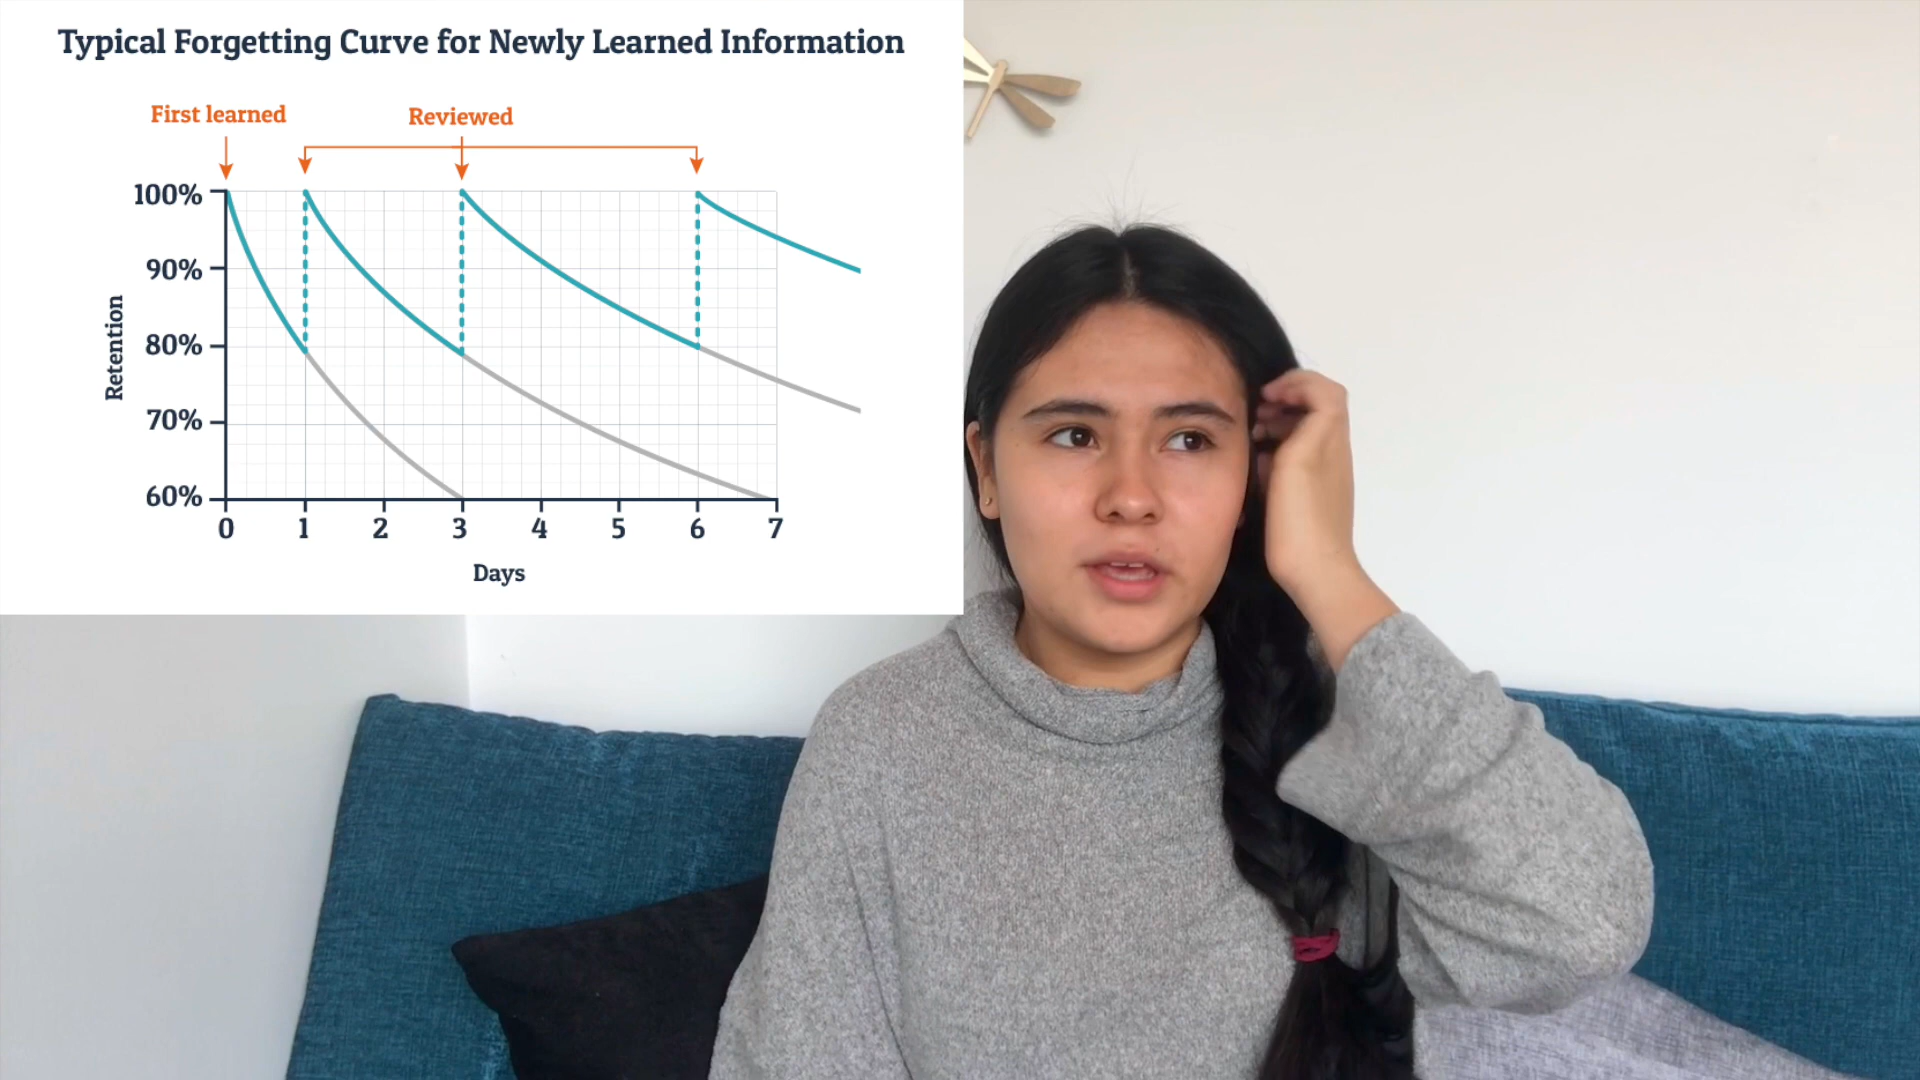 Typical Forgetting Curve for Newly Learned Information
First learned
Reviewed
100%
90%
80%
70%
60%
Retention
0 1 2 3 4 5 6 7
Days